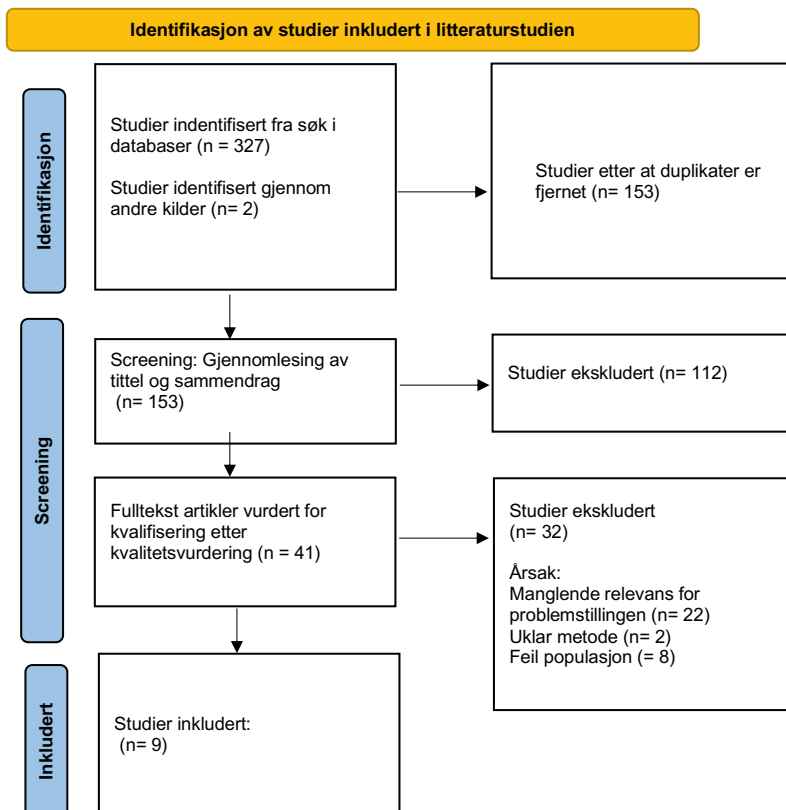 Identifikasjon av studier inkludert i litteraturstudien
Identifikasjon
Studier indentifisert fra søk i
databaser (n = 327)
Studier identifisert gjennom
andre kilder (n= 2)
Studier etter at duplikater er
fjernet (n= 153)
Screening
Screening: Gjennomlesing av
tittel og sammendrag
(n= 153)
Studier ekskludert (n= 112)
Fulltekst artikler vurdert for
kvalifisering etter
kvalitetsvurdering (n = 41)
Studier ekskludert
(n= 32)
Årsak:
Manglende relevans for
problemstillingen (n= 22)
Uklar metode (n= 2)
Feil populasjon (= 8)
Inkludert
Studier inkludert:
(n= 9)